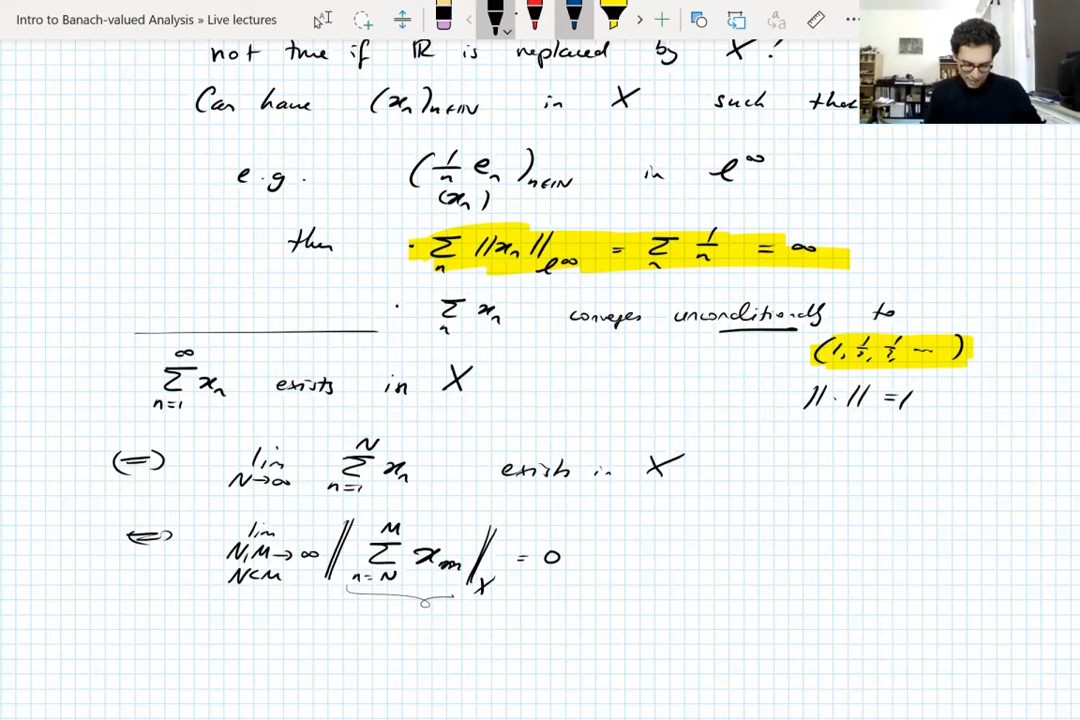 Intro to Banach-valued Analysis » Live lectures
not true if ℝ is replaced by X!
Can have (xₙ)ₙ∈ℕ in X such that
e.g. (1/n eₙ)ₙ∈ℕ in ℓ^∞
(xₙ)
then · Σₙ ‖xₙ‖_ℓ^∞ = Σₙ 1/n = ∞
· Σₙ xₙ converges unconditionally to
(1, 1/2, 1/3, ...)
‖·‖ = 1
Σ_{n=1}^∞ xₙ exists in X
(⇔) lim_{N→∞} Σ_{n=1}^N xₙ exists in X
⇔ lim_{N,M→∞, N<M} ‖ Σ_{n=N}^M xₘ ‖_X = 0